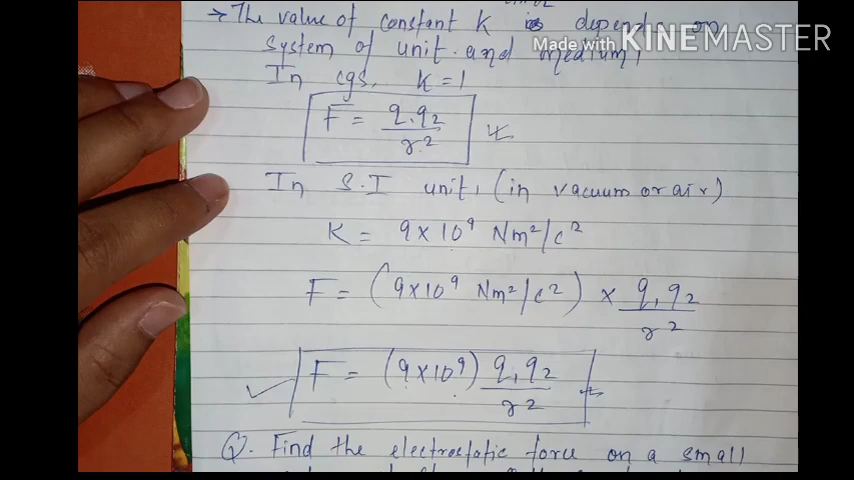 → The value of constant K is depends on
Made with KINEMASTER
system of unit and medium,
In cgs, K = 1
F = q1q2/r²
In S.I unit, (in vacuum or air)
K = 9×10⁹ Nm²/c²
F = (9×10⁹ Nm²/c²) × q1q2/r²
F = (9×10⁹) q1q2/r²
Q. Find the electrostatic force on a small